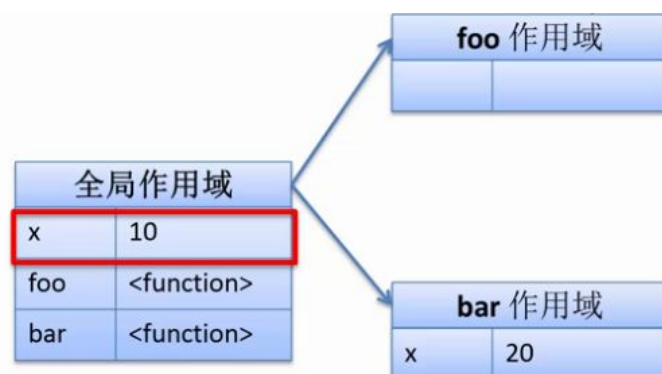 foo 作用域
全局作用域
x 10
foo <function>
bar <function>
bar 作用域
x 20